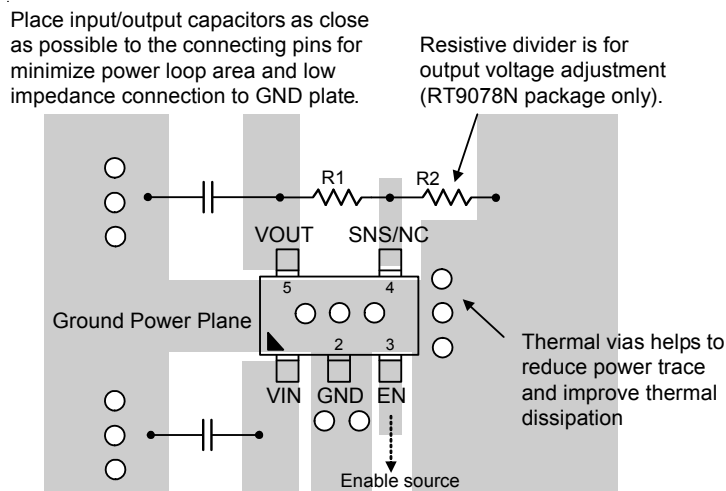 Place input/output capacitors as close
as possible to the connecting pins for
minimize power loop area and low
impedance connection to GND plate.
Resistive divider is for
output voltage adjustment
(RT9078N package only).
R1
R2
VOUT
SNS/NC
5
4
Ground Power Plane
2
3
VIN
GND
EN
Thermal vias helps to
reduce power trace
and improve thermal
dissipation
Enable source